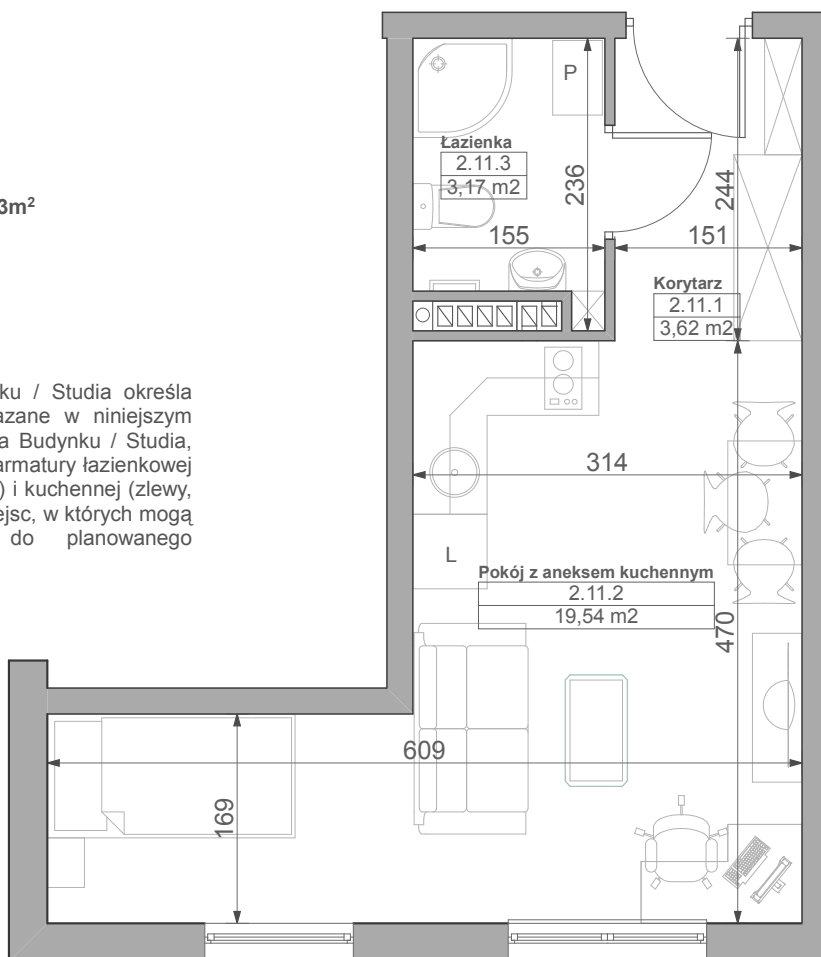 3m²
ku / Studia określa
azane w niniejszym
a Budynku / Studia,
armatury łazienkowej
) i kuchennej (zlewy,
ejsc, w których mogą
do planowanego
P
Łazienka
2.11.3
3,17 m2
236
155
244
151
Korytarz
2.11.1
3,62 m2
314
L
Pokój z aneksem kuchennym
2.11.2
19,54 m2
470
609
169